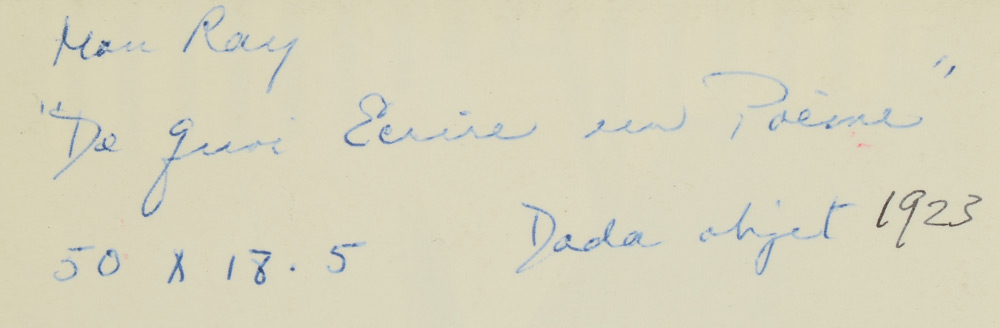 Man Ray
"De quoi Ecrire un Poème"
Dada objet 1923
50 x 18.5